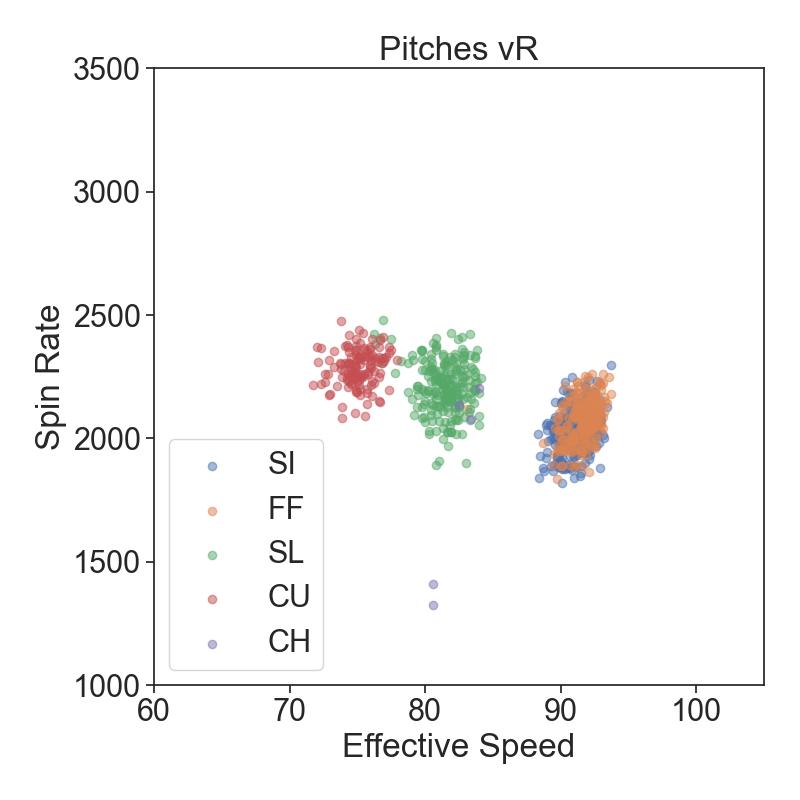 Pitches vR
3500
3000
2500
2000
1500
1000
Spin Rate
SI
FF
SL
CU
CH
60 70 80 90 100
Effective Speed